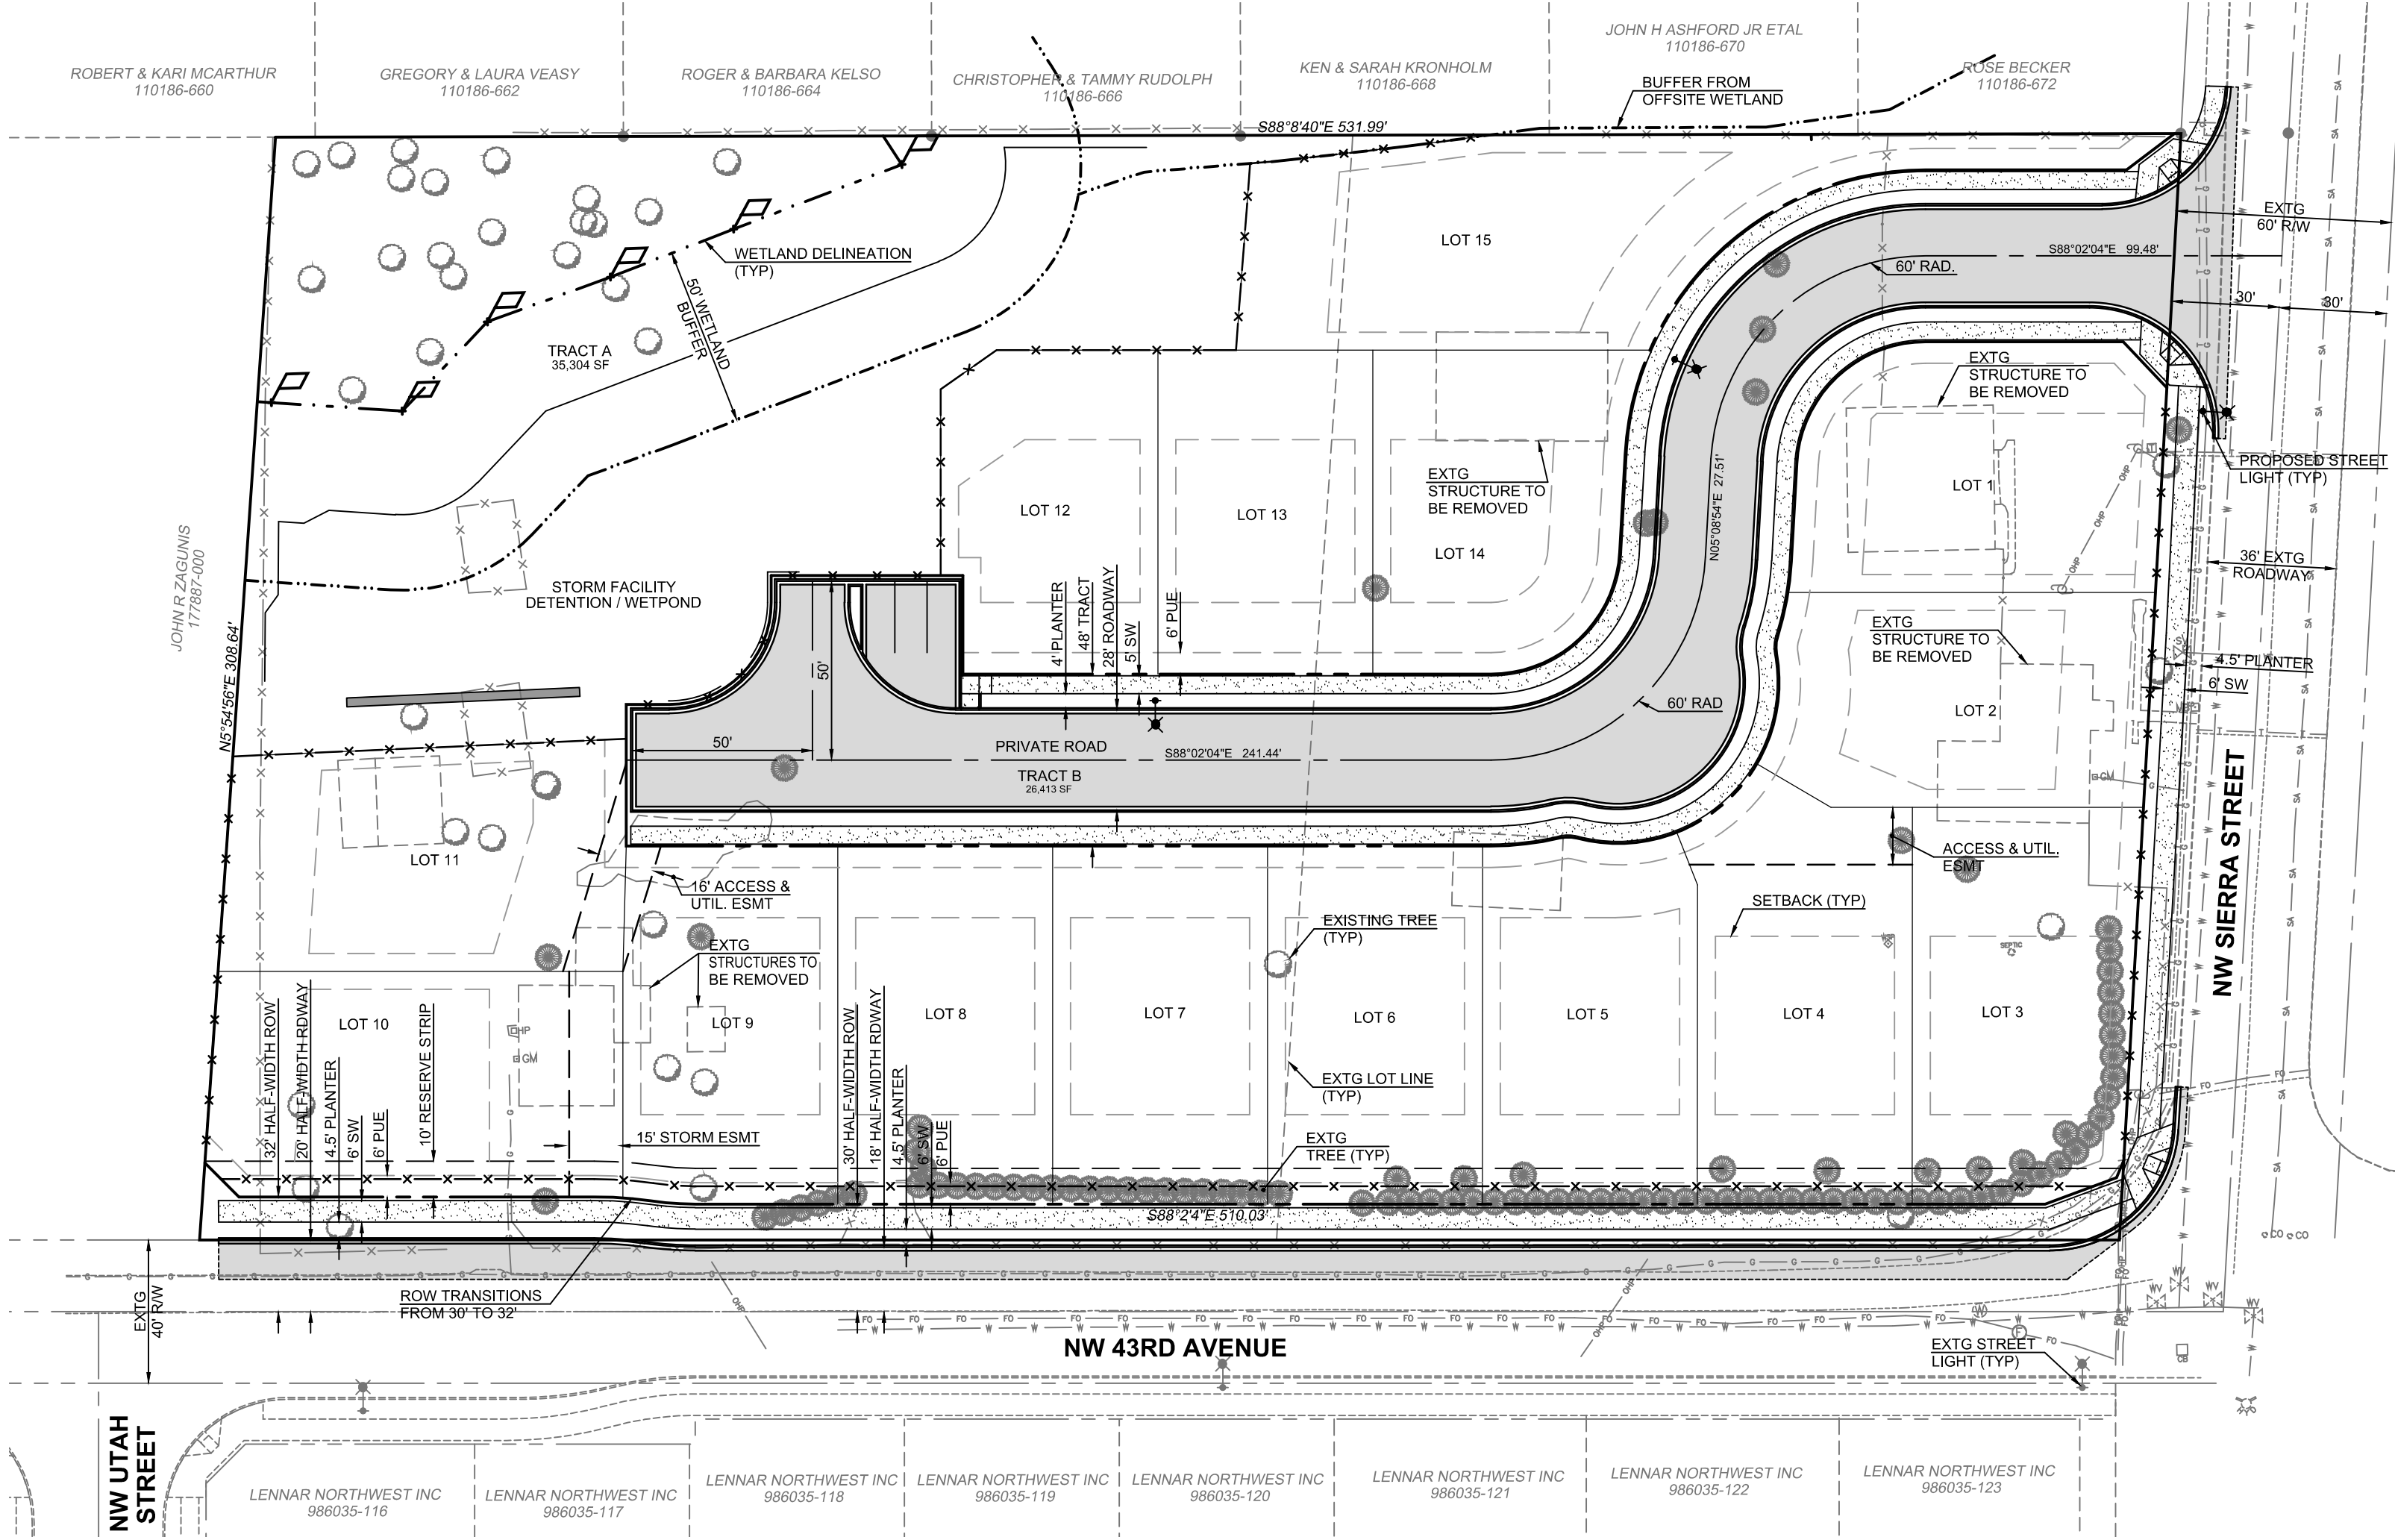 ROBERT & KARI MCARTHUR
110186-660
GREGORY & LAURA VEASY
110186-662
ROGER & BARBARA KELSO
110186-664
CHRISTOPHER & TAMMY RUDOLPH
110186-666
KEN & SARAH KRONHOLM
110186-668
JOHN H ASHFORD JR ETAL
110186-670
ROSE BECKER
110186-672
BUFFER FROM
OFFSITE WETLAND
S88°8'40"E 531.99'
WETLAND DELINEATION
(TYP)
50' WETLAND
BUFFER
TRACT A
35,304 SF
LOT 15
60' RAD.
S88°02'04"E 99.48'
EXTG
60' R/W
30'
30'
EXTG
STRUCTURE TO
BE REMOVED
LOT 1
PROPOSED STREET
LIGHT (TYP)
36' EXTG
ROADWAY
LOT 12
LOT 13
LOT 14
EXTG
STRUCTURE TO
BE REMOVED
N05°08'54"E 27.51'
JOHN R ZAGUNIS
177887-000
N5°54'56"E 308.64'
STORM FACILITY
DETENTION / WETPOND
4' PLANTER
48' TRACT
28' ROADWAY
5' SW
6' PUE
EXTG
STRUCTURE TO
BE REMOVED
LOT 2
4.5' PLANTER
6' SW
50'
50'
PRIVATE ROAD
S88°02'04"E 241.44'
TRACT B
26,413 SF
60' RAD
NW SIERRA STREET
LOT 11
16' ACCESS &
UTIL. ESMT
ACCESS & UTIL.
ESMT
SETBACK (TYP)
EXISTING TREE
(TYP)
EXTG
STRUCTURES TO
BE REMOVED
SEPTIC
LOT 10
LOT 9
LOT 8
LOT 7
LOT 6
LOT 5
LOT 4
LOT 3
HP
GM
GM
32' HALF-WIDTH ROW
20' HALF-WIDTH RDWAY
4.5' PLANTER
6' SW
6' PUE
10' RESERVE STRIP
15' STORM ESMT
30' HALF-WIDTH ROW
18' HALF-WIDTH RDWAY
4.5' PLANTER
6' SW
6' PUE
EXTG LOT LINE
(TYP)
EXTG
TREE (TYP)
S88°2'4"E 510.03'
EXTG
40' R/W
ROW TRANSITIONS
FROM 30' TO 32'
NW 43RD AVENUE
EXTG STREET
LIGHT (TYP)
NW UTAH
STREET
LENNAR NORTHWEST INC
986035-116
LENNAR NORTHWEST INC
986035-117
LENNAR NORTHWEST INC
986035-118
LENNAR NORTHWEST INC
986035-119
LENNAR NORTHWEST INC
986035-120
LENNAR NORTHWEST INC
986035-121
LENNAR NORTHWEST INC
986035-122
LENNAR NORTHWEST INC
986035-123